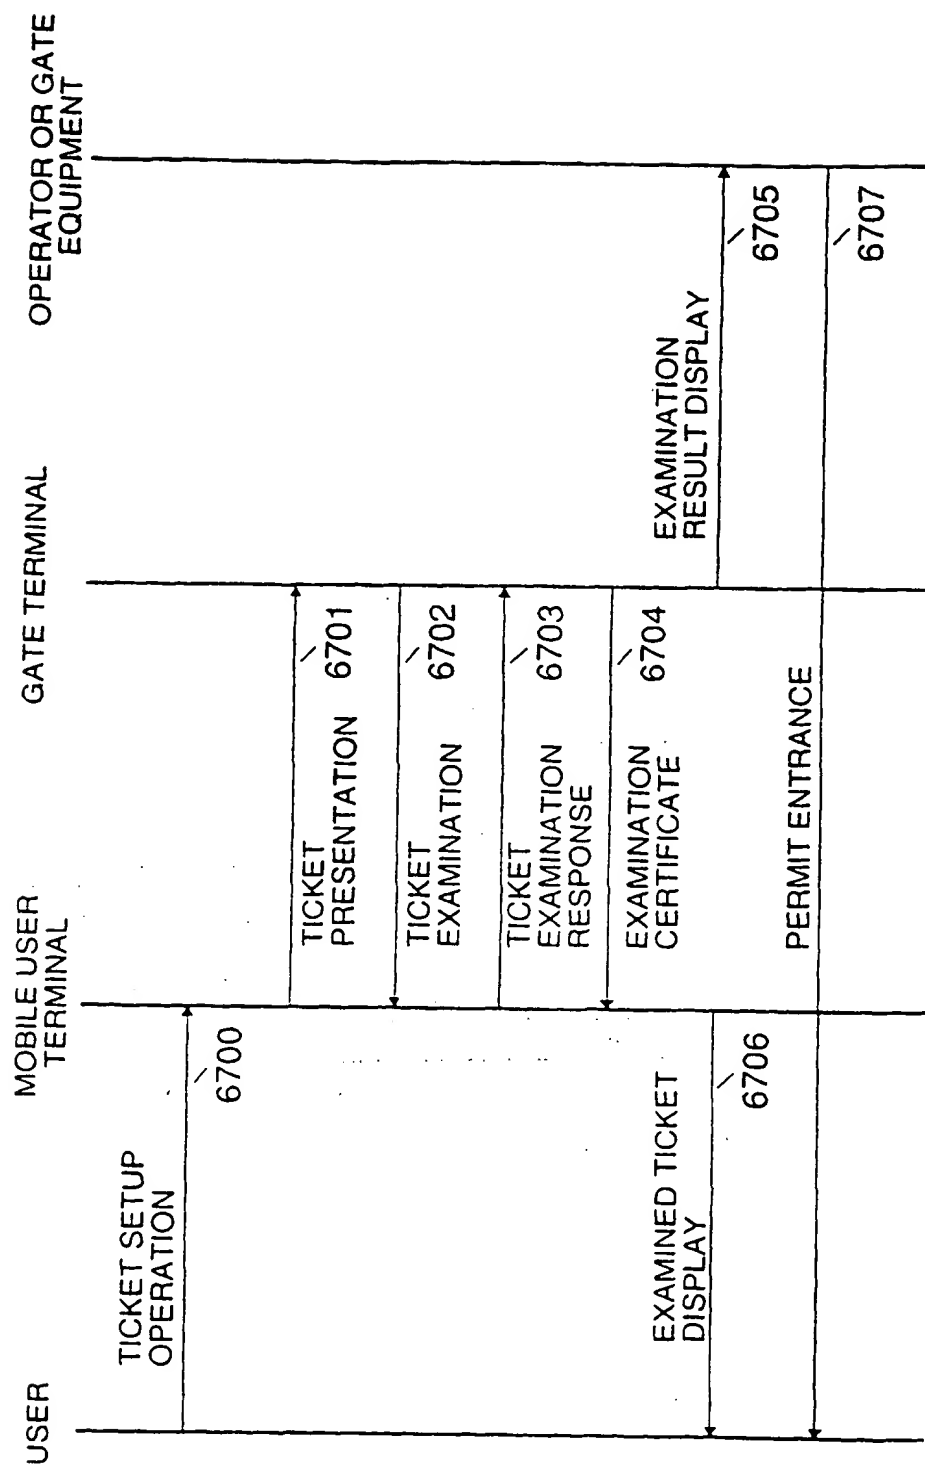 USER
MOBILE USER
TERMINAL
GATE TERMINAL
OPERATOR OR GATE
EQUIPMENT
TICKET SETUP
OPERATION
6700
TICKET
PRESENTATION 6701
TICKET
EXAMINATION 6702
TICKET
EXAMINATION 6703
RESPONSE
EXAMINATION 6704
CERTIFICATE
EXAMINATION
RESULT DISPLAY
6705
EXAMINED TICKET
DISPLAY
6706
PERMIT ENTRANCE
6707